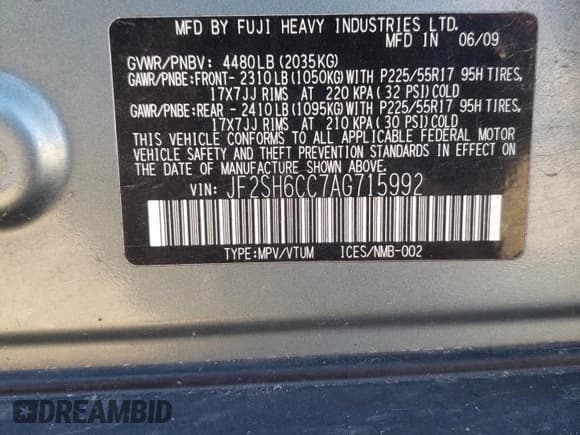 MFD BY FUJI HEAVY INDUSTRIES LTD.
MFD IN 06/09
GVWR/PNBV: 4480LB (2035KG)
GAWR/PNBE: FRONT- 2310LB (1050KG) WITH P225/55R17 95H TIRES,
17X7JJ RIMS AT 220 KPA (32 PSI) COLD
GAWR/PNBE: REAR - 2410LB (1095KG) WITH P225/55R17 95H TIRES,
17X7JJ RIMS AT 210 KPA (30 PSI) COLD
THIS VEHICLE CONFORMS TO ALL APPLICABLE FEDERAL MOTOR
VEHICLE SAFETY AND THEFT PREVENTION STANDARDS IN EFFECT ON
THE DATE OF MANUFACTURE SHOWN ABOVE.
VIN: JF2SH6CC7AG715992
TYPE:MPV/VTUM ICES/NMB-002
DREAMBID